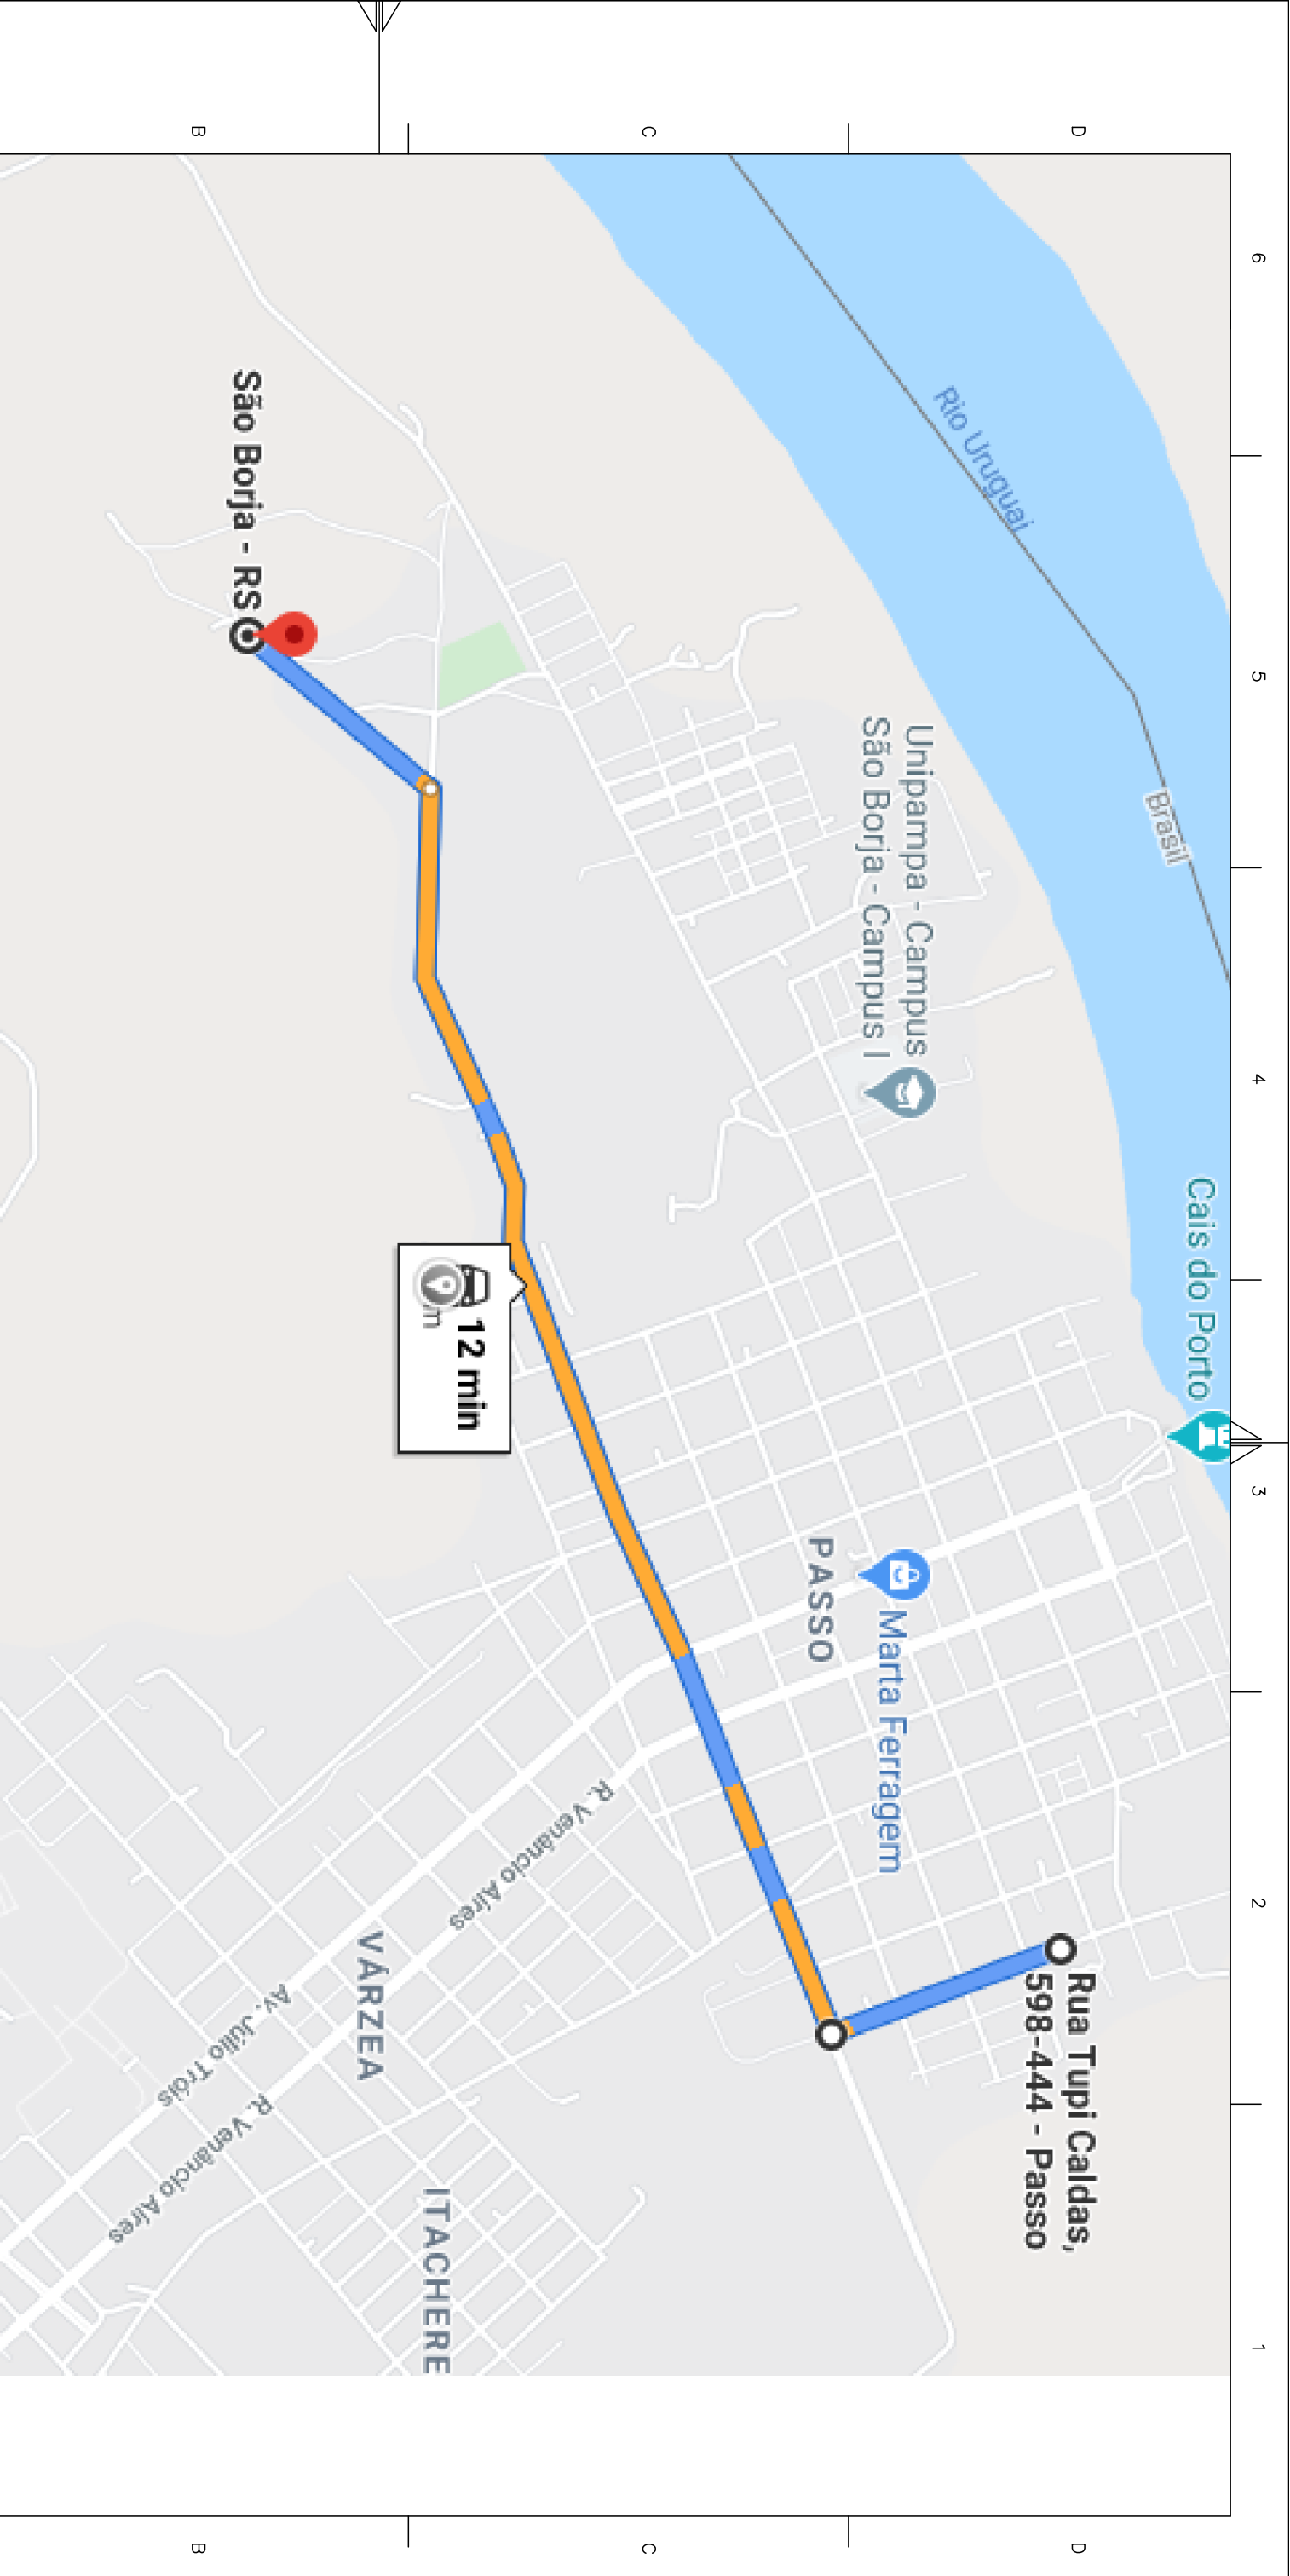 6
5
4
3
2
1
D
D
Cais do Porto
Brasil
Rua Tupi Caldas,
598-444 - Passo
Rio Uruguai
Unipampa - Campus
São Borja - Campus I
Marta Ferragem
PASSO
C
C
R. Venâncio Aires
12 min
m
ITACHERE
VÁRZEA
São Borja - RS
Av. Júlio Tróis
R. Venâncio Aires
B
B